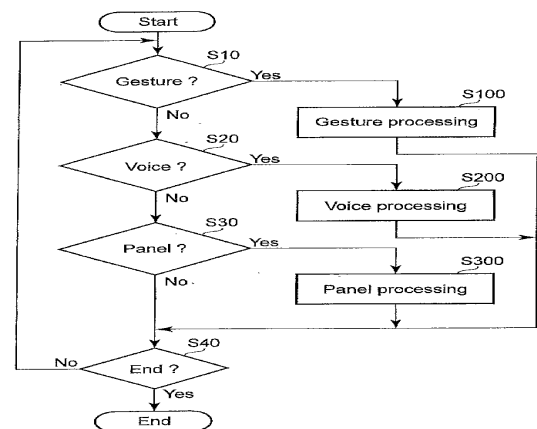 Start
S10
Gesture ?
Yes
No
S100
Gesture processing
S20
Voice ?
Yes
No
S200
Voice processing
S30
Panel ?
Yes
No
S300
Panel processing
S40
End ?
No
Yes
End